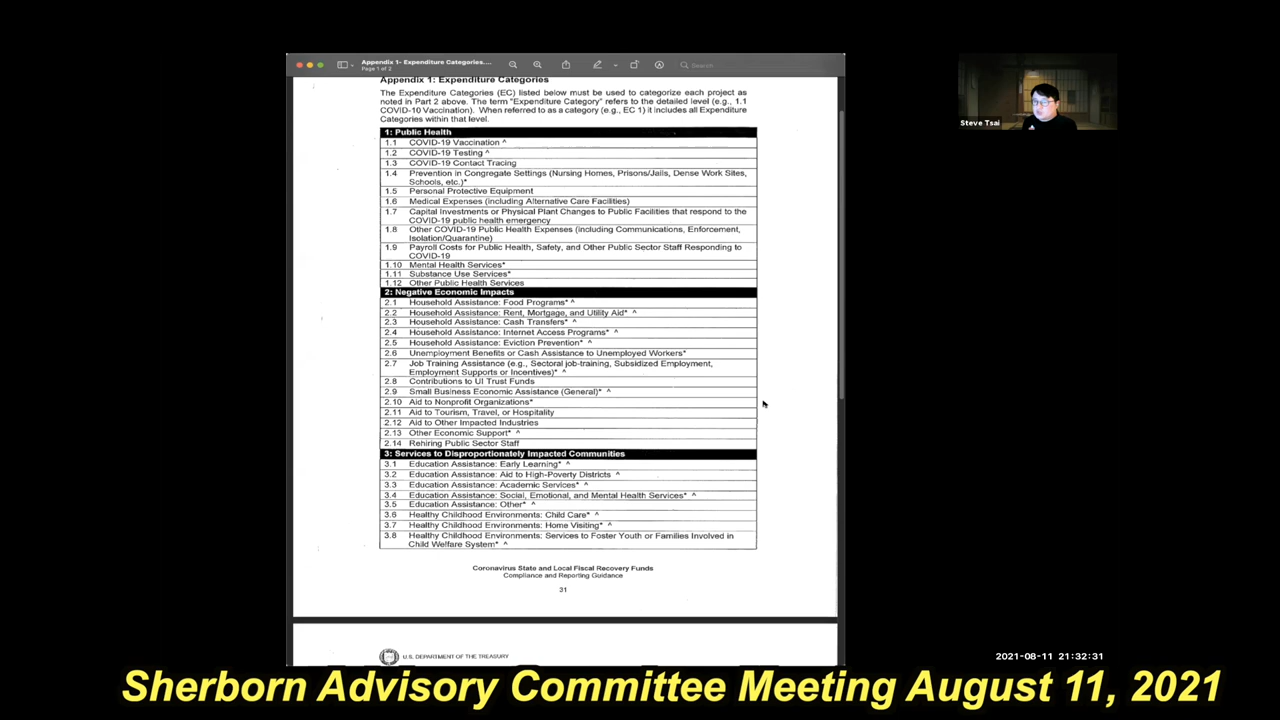 Appendix 1- Expenditure Categories....
Page 1 of 2
Search
Appendix 1: Expenditure Categories
The Expenditure Categories (EC) listed below must be used to categorize each project as
noted in Part 2 above. The term "Expenditure Category" refers to the detailed level (e.g., 1.1
COVID-10 Vaccination). When referred to as a category (e.g., EC 1) it includes all Expenditure
Categories within that level.
1: Public Health
1.1 COVID-19 Vaccination ^
1.2 COVID-19 Testing ^
1.3 COVID-19 Contact Tracing
1.4 Prevention in Congregate Settings (Nursing Homes, Prisons/Jails, Dense Work Sites,
Schools, etc.)*
1.5 Personal Protective Equipment
1.6 Medical Expenses (including Alternative Care Facilities)
1.7 Capital Investments or Physical Plant Changes to Public Facilities that respond to the
COVID-19 public health emergency
1.8 Other COVID-19 Public Health Expenses (including Communications, Enforcement,
Isolation/Quarantine)
1.9 Payroll Costs for Public Health, Safety, and Other Public Sector Staff Responding to
COVID-19
1.10 Mental Health Services*
1.11 Substance Use Services*
1.12 Other Public Health Services
2: Negative Economic Impacts
2.1 Household Assistance: Food Programs* ^
2.2 Household Assistance: Rent, Mortgage, and Utility Aid* ^
2.3 Household Assistance: Cash Transfers* ^
2.4 Household Assistance: Internet Access Programs* ^
2.5 Household Assistance: Eviction Prevention* ^
2.6 Unemployment Benefits or Cash Assistance to Unemployed Workers*
2.7 Job Training Assistance (e.g., Sectoral job-training, Subsidized Employment,
Employment Supports or Incentives)* ^
2.8 Contributions to UI Trust Funds
2.9 Small Business Economic Assistance (General)* ^
2.10 Aid to Nonprofit Organizations*
2.11 Aid to Tourism, Travel, or Hospitality
2.12 Aid to Other Impacted Industries
2.13 Other Economic Support* ^
2.14 Rehiring Public Sector Staff
3: Services to Disproportionately Impacted Communities
3.1 Education Assistance: Early Learning* ^
3.2 Education Assistance: Aid to High-Poverty Districts ^
3.3 Education Assistance: Academic Services* ^
3.4 Education Assistance: Social, Emotional, and Mental Health Services* ^
3.5 Education Assistance: Other* ^
3.6 Healthy Childhood Environments: Child Care* ^
3.7 Healthy Childhood Environments: Home Visiting* ^
3.8 Healthy Childhood Environments: Services to Foster Youth or Families Involved in
Child Welfare System* ^
Coronavirus State and Local Fiscal Recovery Funds
Compliance and Reporting Guidance
31
U.S. DEPARTMENT OF THE TREASURY
Steve Tsai
2021-08-11 21:32:31
Sherborn Advisory Committee Meeting August 11, 2021